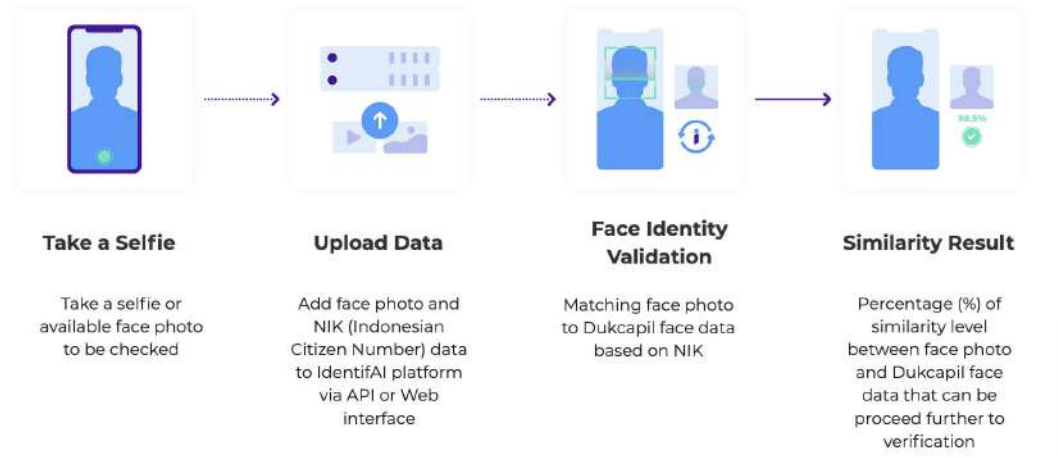 98.5%
Take a Selfie
Take a selfie or
available face photo
to be checked
Upload Data
Add face photo and
NIK (Indonesian
Citizen Number) data
to IdentifAI platform
via API or Web
interface
Face Identity
Validation
Matching face photo
to Dukcapil face data
based on NIK
Similarity Result
Percentage (%) of
similarity level
between face photo
and Dukcapil face
data that can be
proceed further to
verification